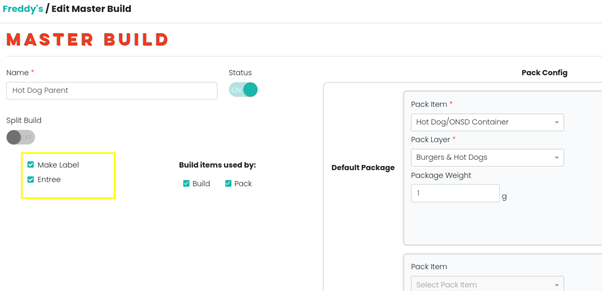 Freddy's / Edit Master Build
MASTER BUILD
Name *
Status
Hot Dog Parent
Split Build
Make Label
Entree
Build items used by:
Build
Pack
Pack Config
Default Package
Pack Item *
Hot Dog/ONSD Container
Pack Layer *
Burgers & Hot Dogs
Package Weight
1
g
Pack Item
Select Pack Item